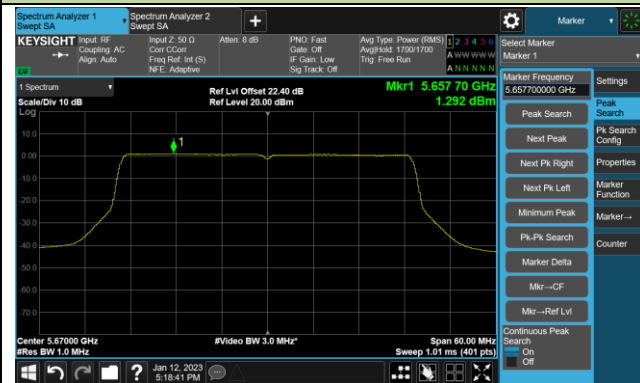 Spectrum Analyzer 1
Swept SA
Spectrum Analyzer 2
Swept SA
+
Marker
KEYSIGHT
Input: RF
Coupling: AC
Align: Auto
Input Z: 50 Ω
Corr CCorr
Freq Ref: Int (S)
NFE: Adaptive
Atten: 8 dB
PNO: Fast
Gate: Off
IF Gain: Low
Sig Track: Off
Avg Type: Power (RMS)
Avg|Hold: 1700/1700
Trig: Free Run
1 2 3 4 5 6
A W W W W W
A N N N N N
LXI
Select Marker
Marker 1
1 Spectrum
Scale/Div 10 dB
Log
Ref Lvl Offset 22.40 dB
Ref Level 20.00 dBm
Mkr1 5.657 70 GHz
1.292 dBm
10.0
0.00
-10.0
-20.0
-30.0
-40.0
-50.0
-60.0
-70.0
1
Center 5.67000 GHz
#Res BW 1.0 MHz
#Video BW 3.0 MHz*
Span 60.00 MHz
Sweep 1.01 ms (401 pts)
Marker Frequency
5.657700000 GHz
Peak Search
Next Peak
Next Pk Right
Next Pk Left
Minimum Peak
Pk-Pk Search
Marker Delta
Mkr→CF
Mkr→Ref Lvl
Continuous Peak
Search
On
Off
Settings
Peak
Search
Pk Search
Config
Properties
Marker
Function
Marker→
Counter
?
Jan 12, 2023
5:18:41 PM